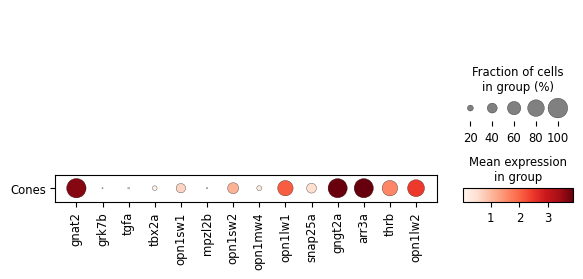 Fraction of cells
in group (%)
20 40 60 80 100
Mean expression
in group
1 2 3
Cones
gnat2
grk7b
tgfa
tbx2a
opn1sw1
mpzl2b
opn1sw2
opn1mw4
opn1lw1
snap25a
gngt2a
arr3a
thrb
opn1lw2